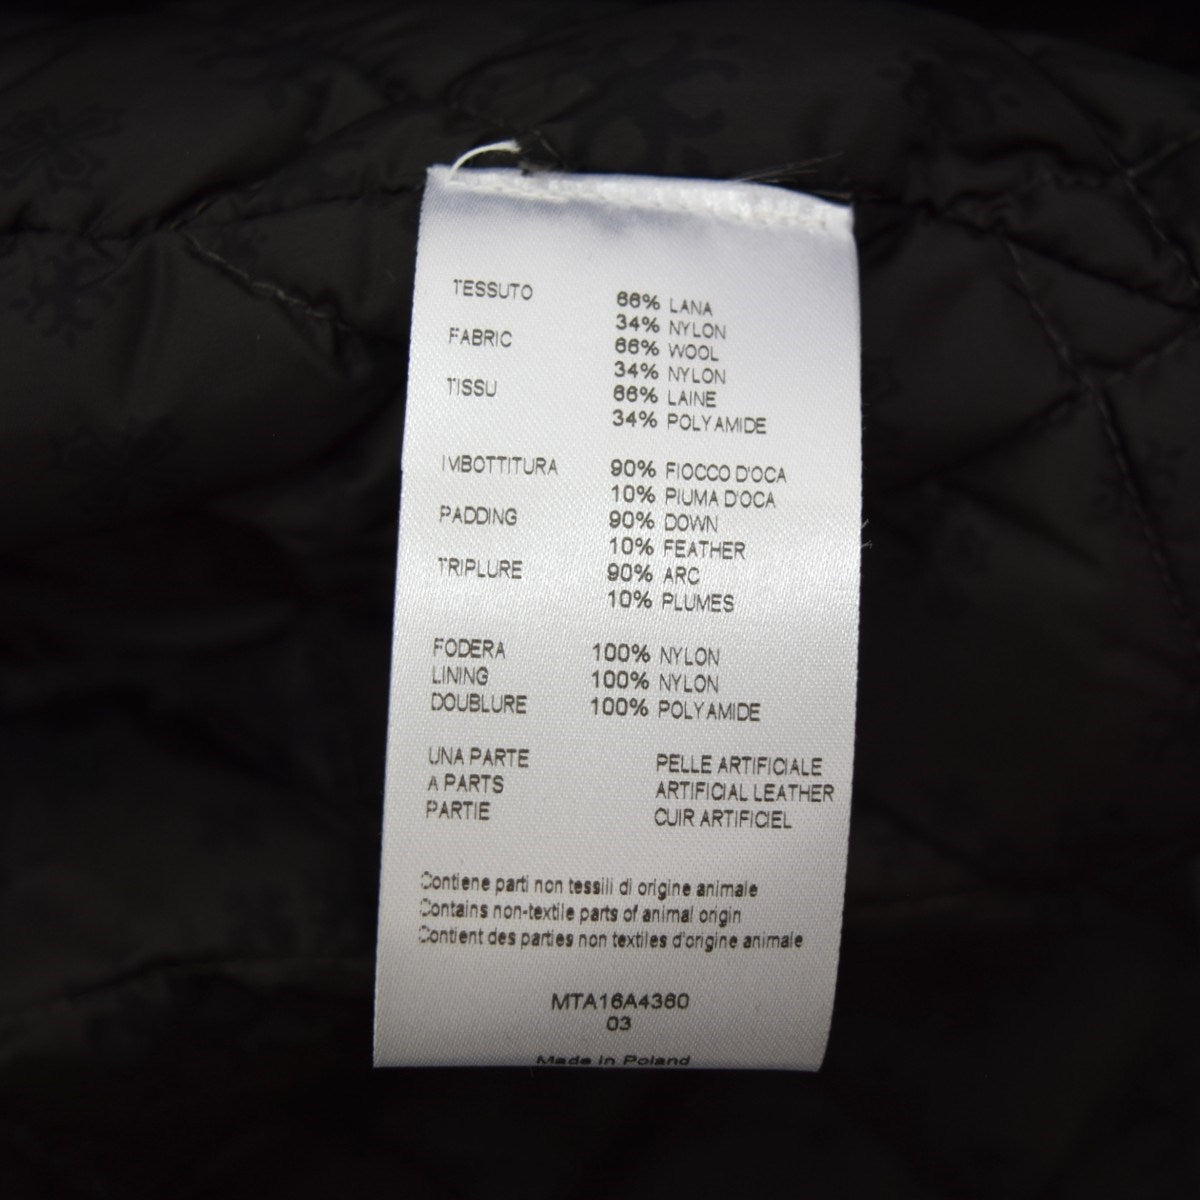 TESSUTO 66% LANA
34% NYLON
FABRIC 66% WOOL
34% NYLON
TISSU 66% LAINE
34% POLYAMIDE
IMBOTTITURA 90% FIOCCO D'OCA
10% PIUMA D'OCA
PADDING 90% DOWN
10% FEATHER
TRIPLURE 90% ARC
10% PLUMES
FODERA 100% NYLON
LINING 100% NYLON
DOUBLURE 100% POLYAMIDE
UNA PARTE PELLE ARTIFICIALE
A PARTS ARTIFICIAL LEATHER
PARTIE CUIR ARTIFICIEL
Contiene parti non tessili di origine animale
Contains non-textile parts of animal origin
Contient des parties non textiles d'origine animale
MTA16A4360
03
Made in Poland